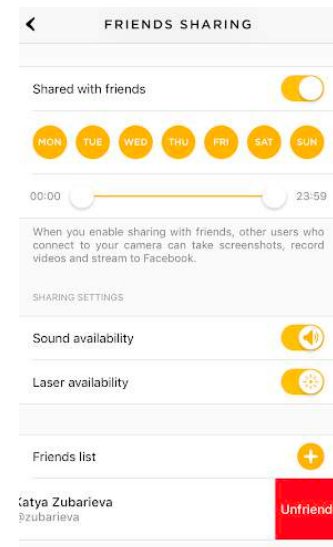 FRIENDS SHARING
Shared with friends
MON TUE WED THU FRI SAT SUN
00:00 23:59
When you enable sharing with friends, other users who
connect to your camera can take screenshots, record
videos and stream to Facebook.
SHARING SETTINGS
Sound availability
Laser availability
Friends list
Katya Zubarieva
@zubarieva
Unfriend